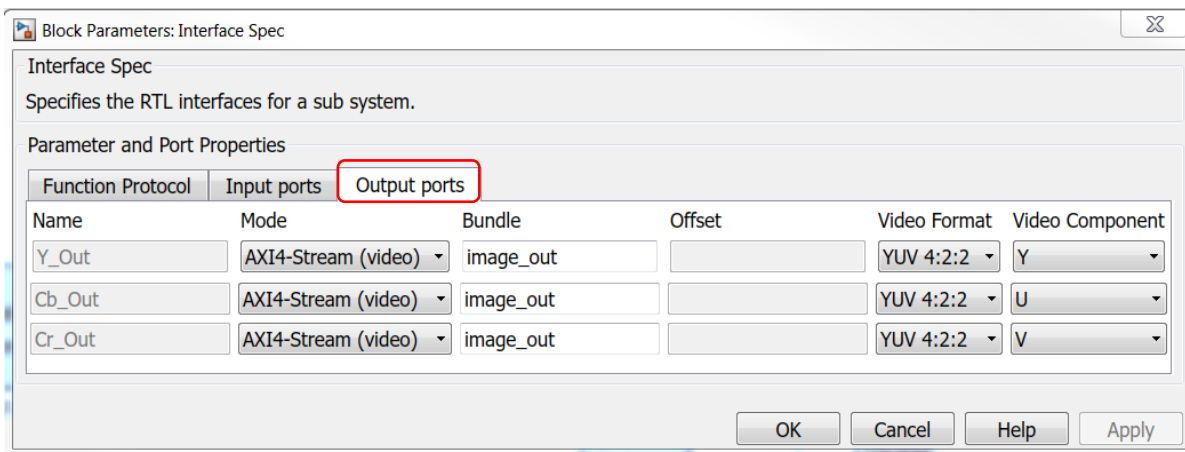 Block Parameters: Interface Spec
Interface Spec
Specifies the RTL interfaces for a sub system.
Parameter and Port Properties
Function Protocol Input ports Output ports
Name Mode Bundle Offset Video Format Video Component
Y_Out AXI4-Stream (video) image_out YUV 4:2:2 Y
Cb_Out AXI4-Stream (video) image_out YUV 4:2:2 U
Cr_Out AXI4-Stream (video) image_out YUV 4:2:2 V
OK Cancel Help Apply